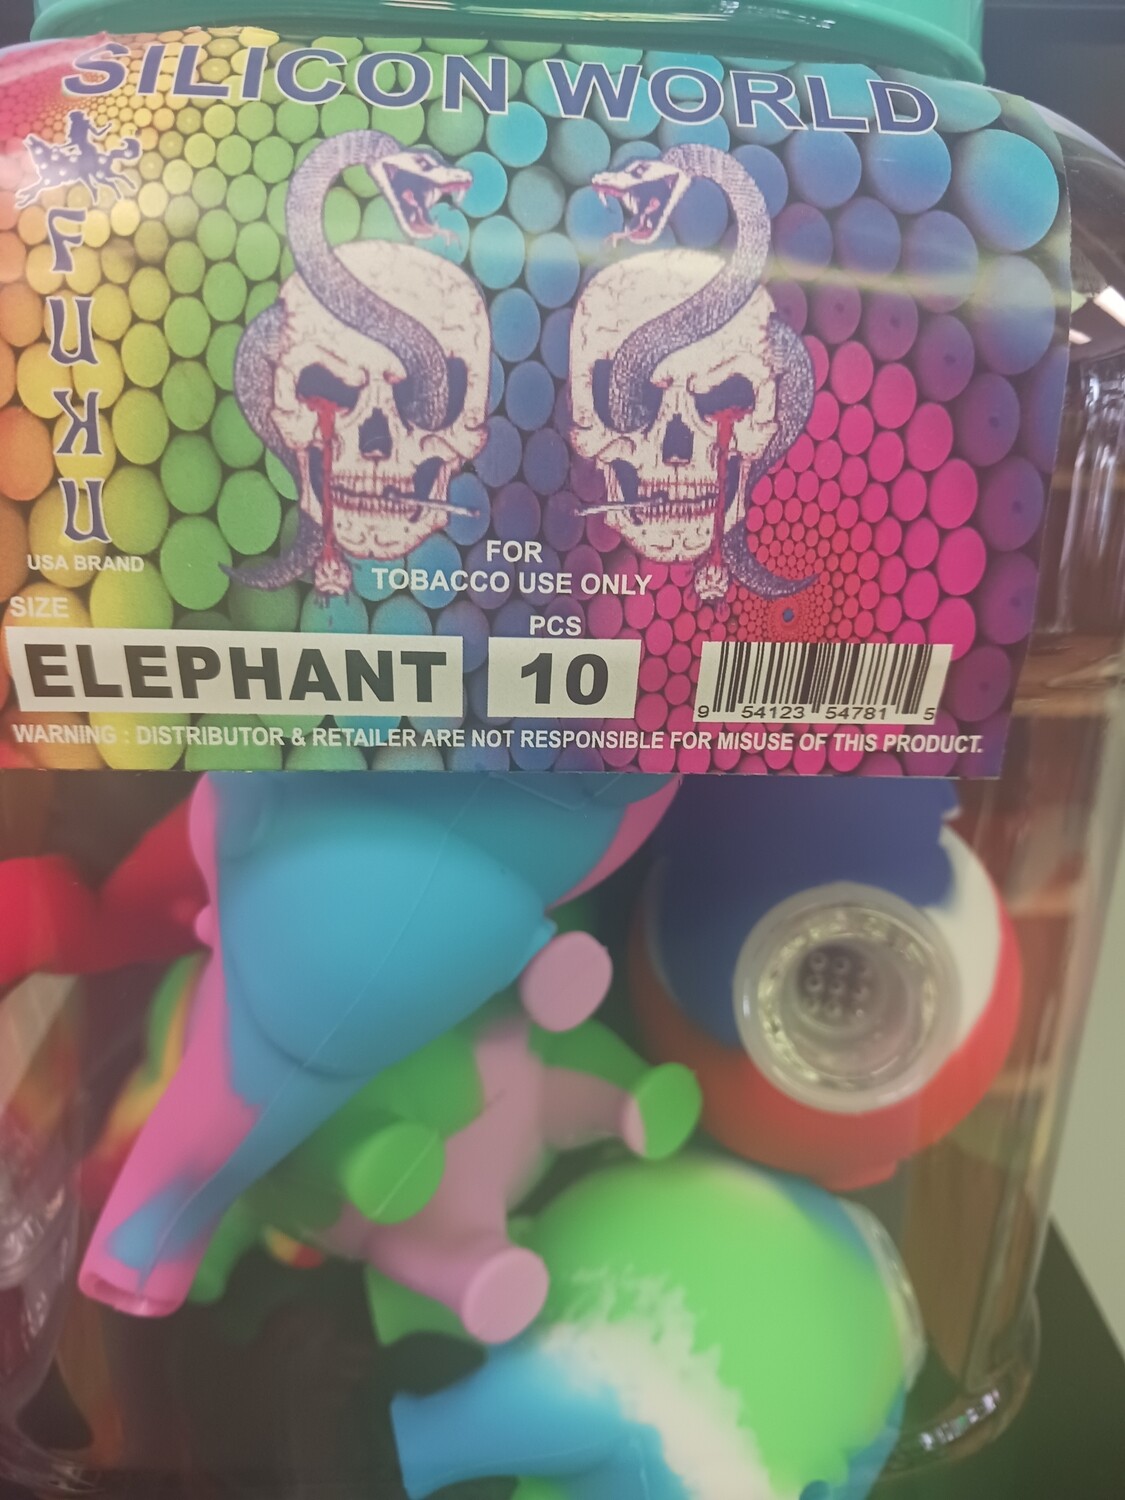 SILICON WORLD
FUKU
USA BRAND
FOR
TOBACCO USE ONLY
SIZE
ELEPHANT
PCS
10
9 54123 54781 5
WARNING : DISTRIBUTOR & RETAILER ARE NOT RESPONSIBLE FOR MISUSE OF THIS PRODUCT.